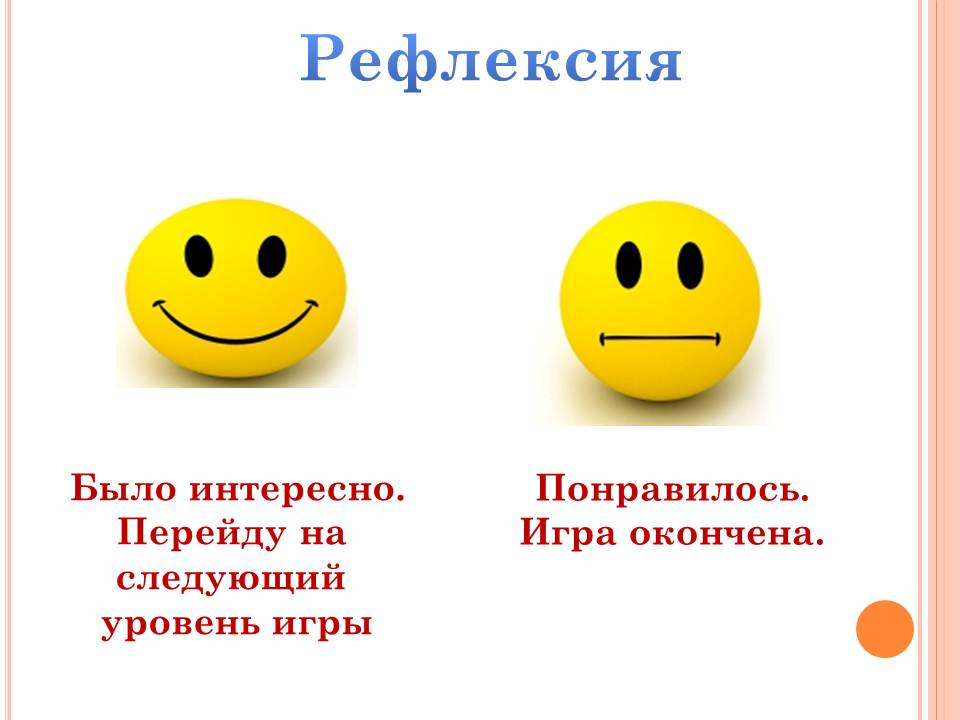 Рефлексия
Было интересно.
Перейду на
следующий
уровень игры
Понравилось.
Игра окончена.